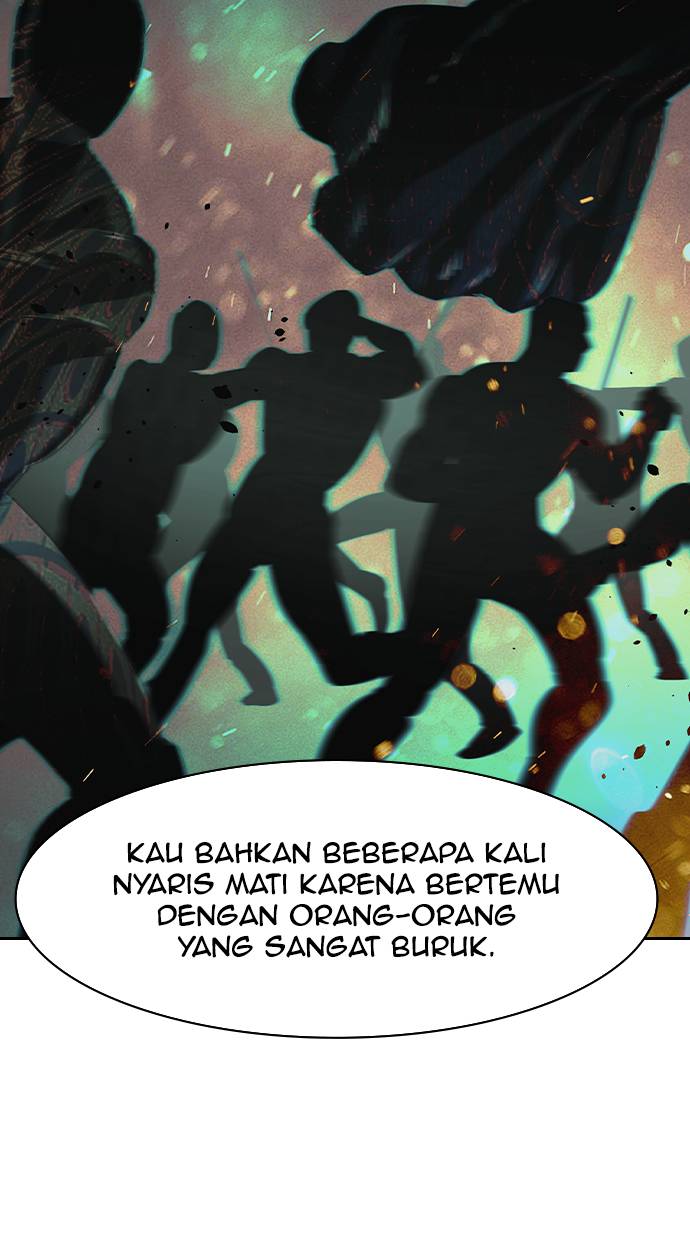 KAU BAHKAN BEBERAPA KALI
NYARIS MATI KARENA BERTEMU
DENGAN ORANG-ORANG
YANG SANGAT BURUK.